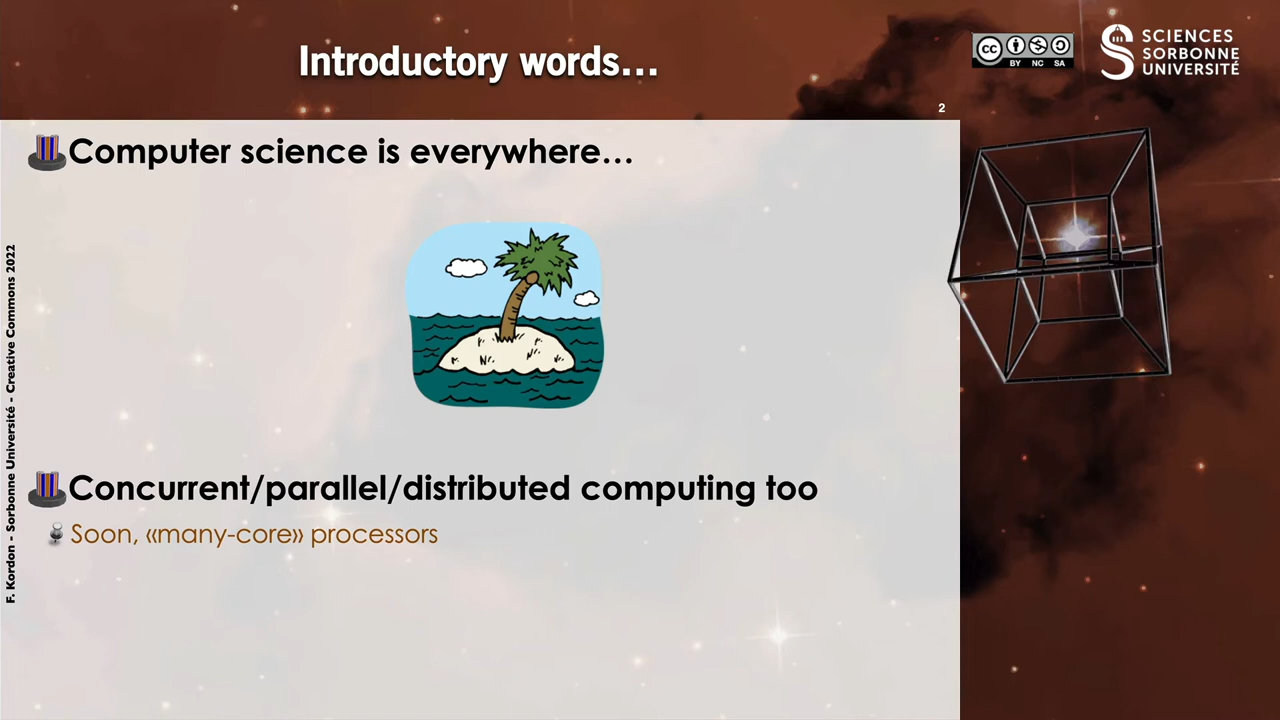 Introductory words...
cc
BY NC SA
SCIENCES
SORBONNE
UNIVERSITÉ
2
Computer science is everywhere...
Concurrent/parallel/distributed computing too
Soon, «many-core» processors
F. Kordon - Sorbonne Université - Creative Commons 2022